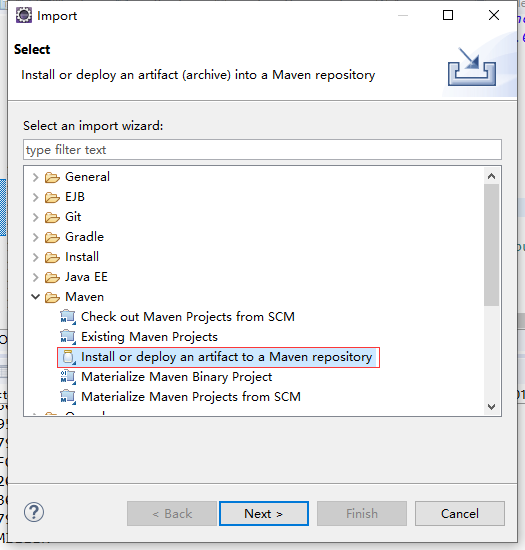 Import
Select
Install or deploy an artifact (archive) into a Maven repository
Select an import wizard:
type filter text
General
EJB
Git
Gradle
Install
Java EE
Maven
Check out Maven Projects from SCM
Existing Maven Projects
Install or deploy an artifact to a Maven repository
Materialize Maven Binary Project
Materialize Maven Projects from SCM
?
< Back
Next >
Finish
Cancel